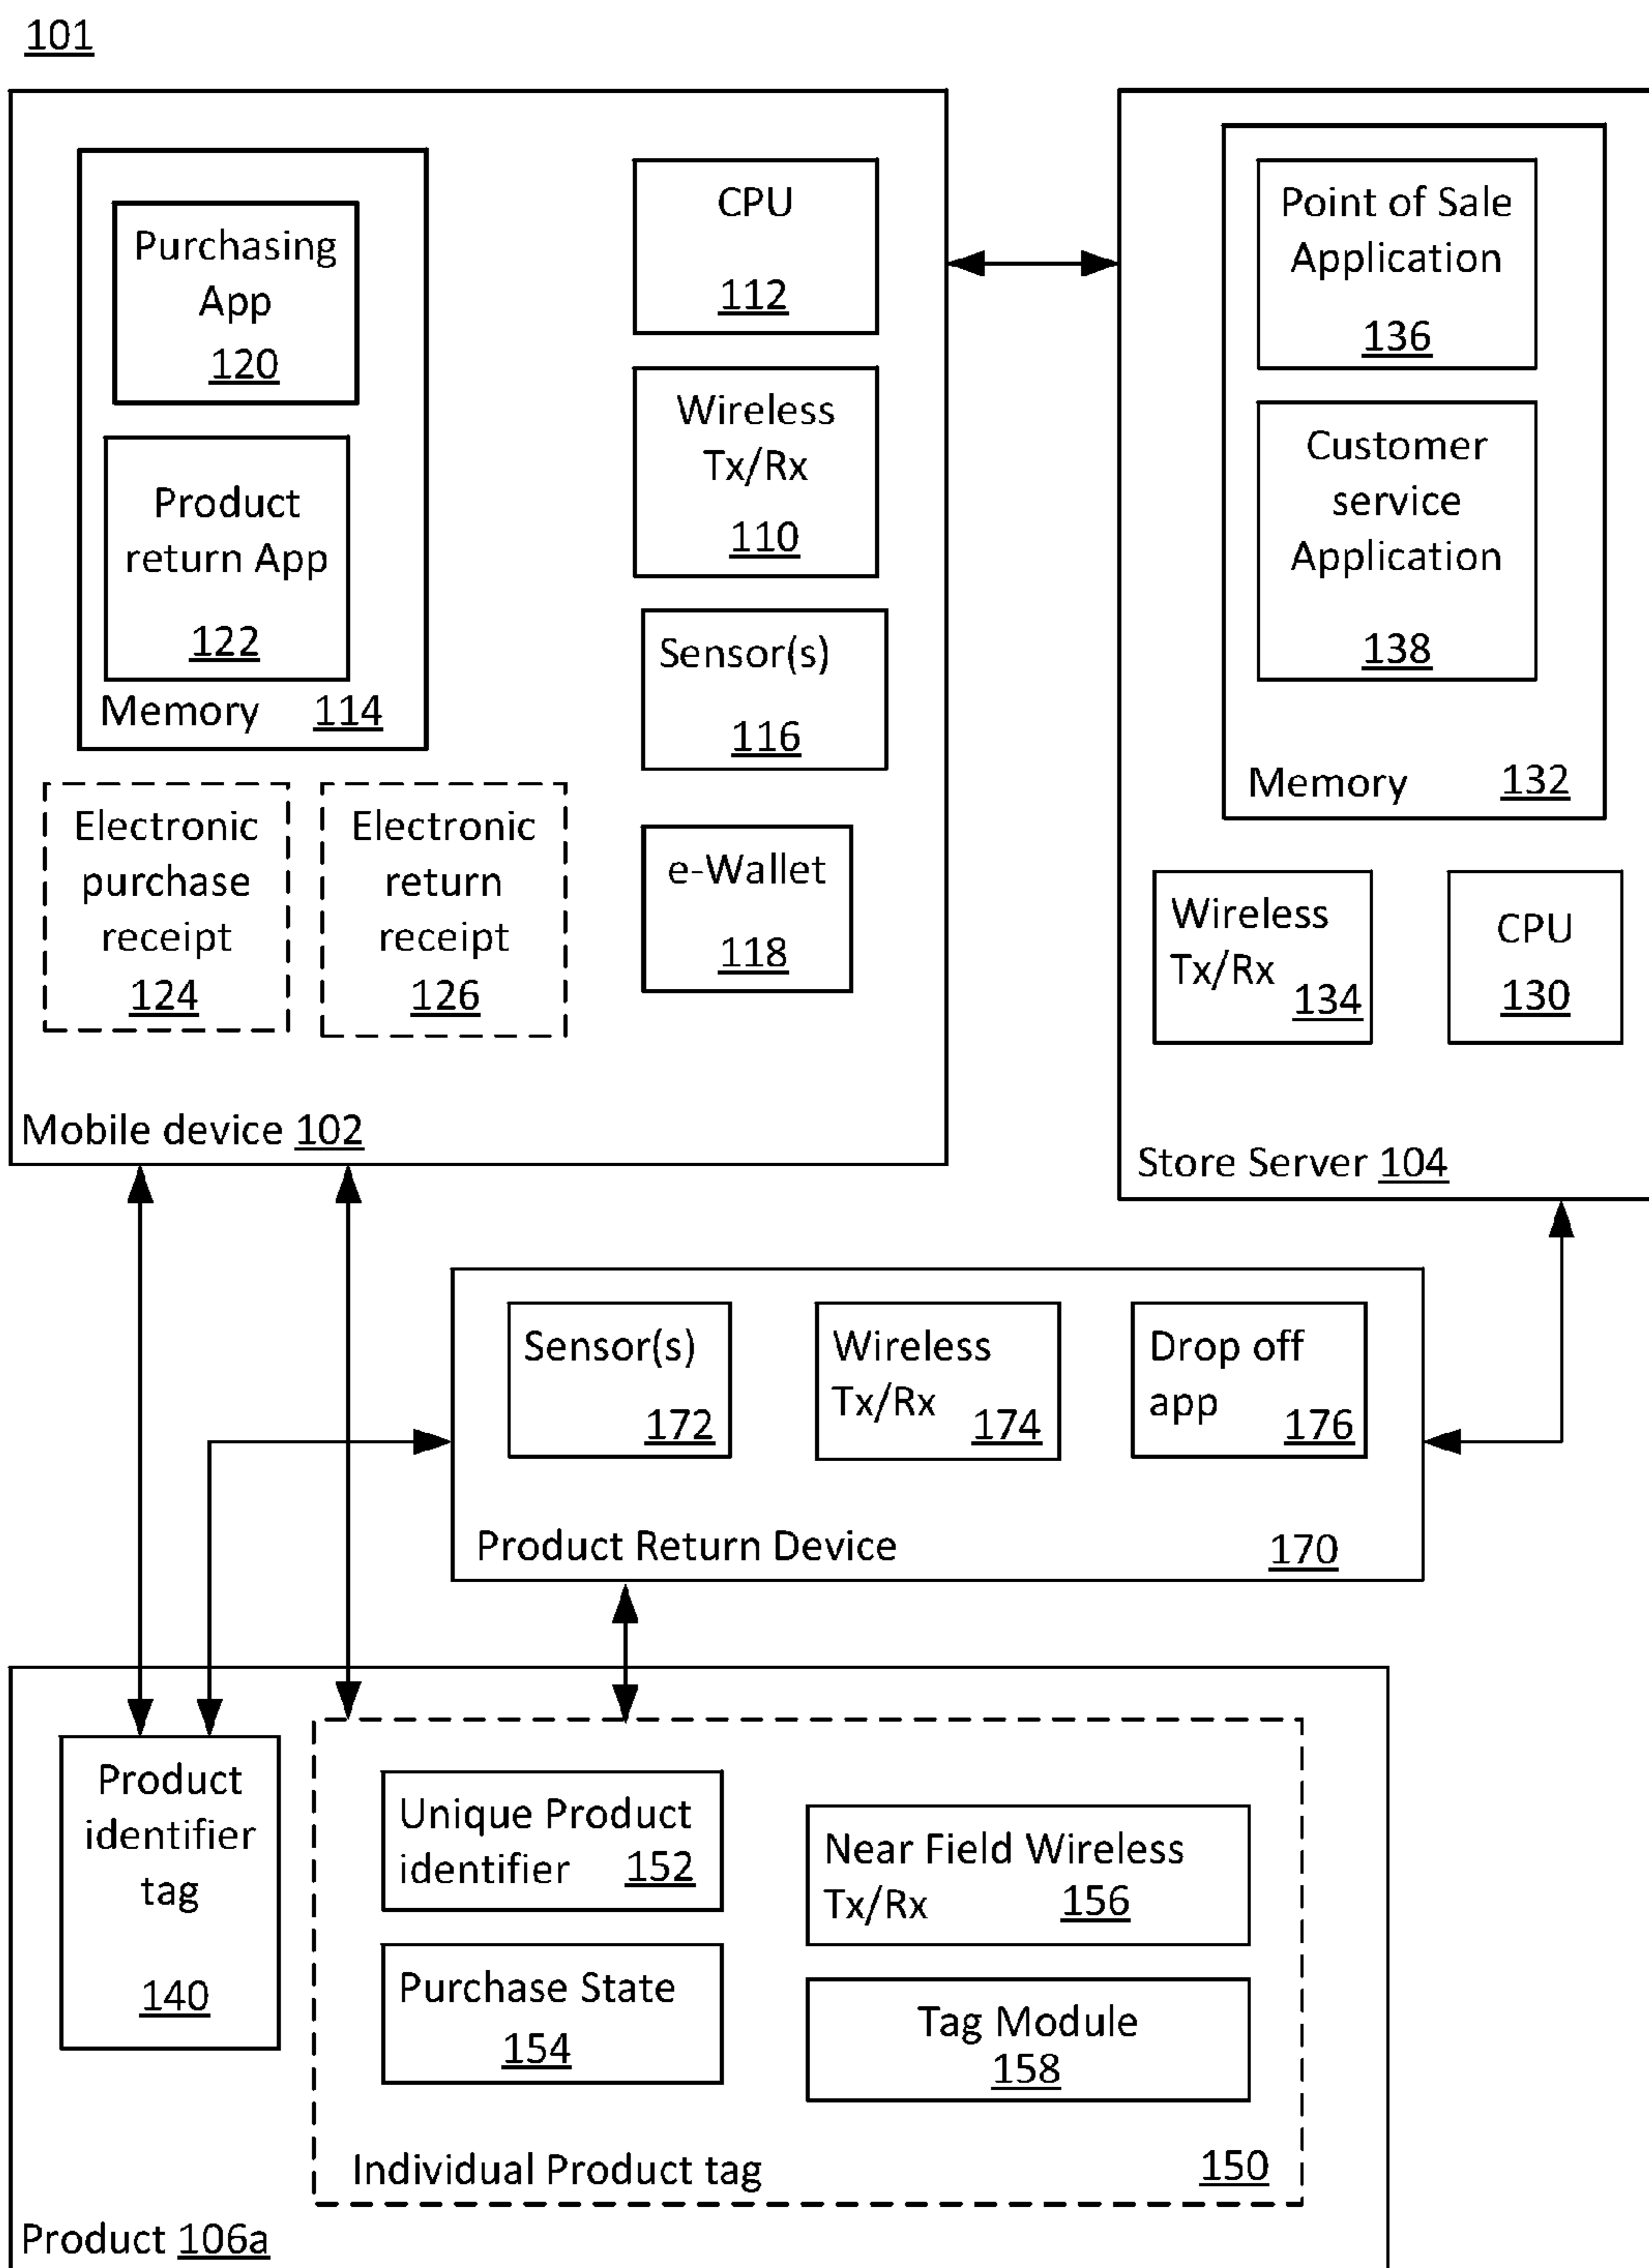 101
Purchasing
App
120
Product
return App
122
Memory 114
CPU
112
Wireless
Tx/Rx
110
Sensor(s)
116
e-Wallet
118
Electronic
purchase
receipt
124
Electronic
return
receipt
126
Mobile device 102
Point of Sale
Application
136
Customer
service
Application
138
Memory 132
Wireless
Tx/Rx 134
CPU
130
Store Server 104
Sensor(s)
172
Wireless
Tx/Rx 174
Drop off
app 176
Product Return Device 170
Product
identifier
tag
140
Unique Product
identifier 152
Purchase State
154
Near Field Wireless
Tx/Rx 156
Tag Module
158
Individual Product tag 150
Product 106a